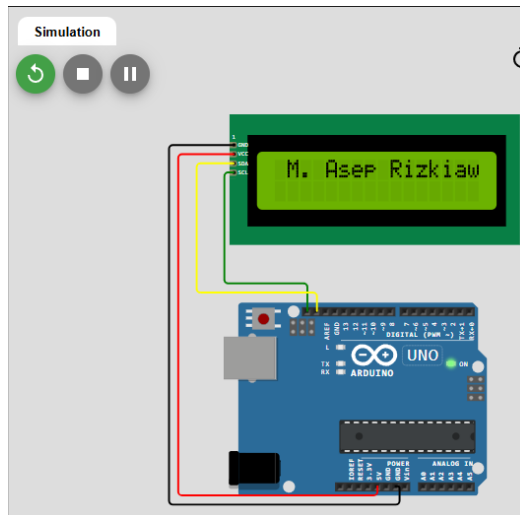 Simulation
1
GND
VCC
SDA
SCL
M. Asep Rizkiaw
AREF
GND
13
12
~11
~10
~9
8
7
~6
~5
4
~3
2
TX→1
RX←0
DIGITAL (PWM ~)
L
TX
RX
ARDUINO
UNO
ON
POWER
ANALOG IN
IOREF
RESET
3.3V
5V
GND
GND
Vin
A0
A1
A2
A3
A4
A5